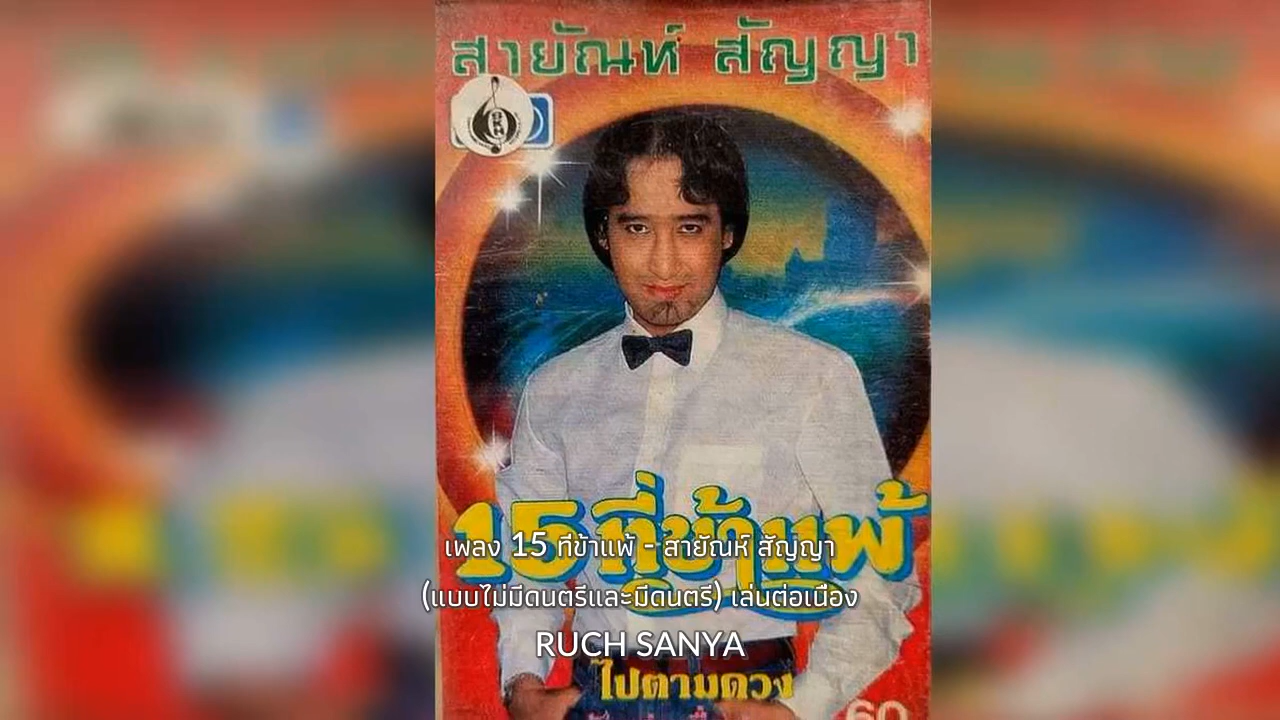 สายัณห์ สัญญา
15 ที่ข้าแพ้
เพลง 15 ทีข้าแพ้ - สายัณห์ สัญญา
(แบบไม่มีดนตรีและมีดนตรี) เล่นต่อเนือง
RUCH SANYA
ไปตามดวง
60